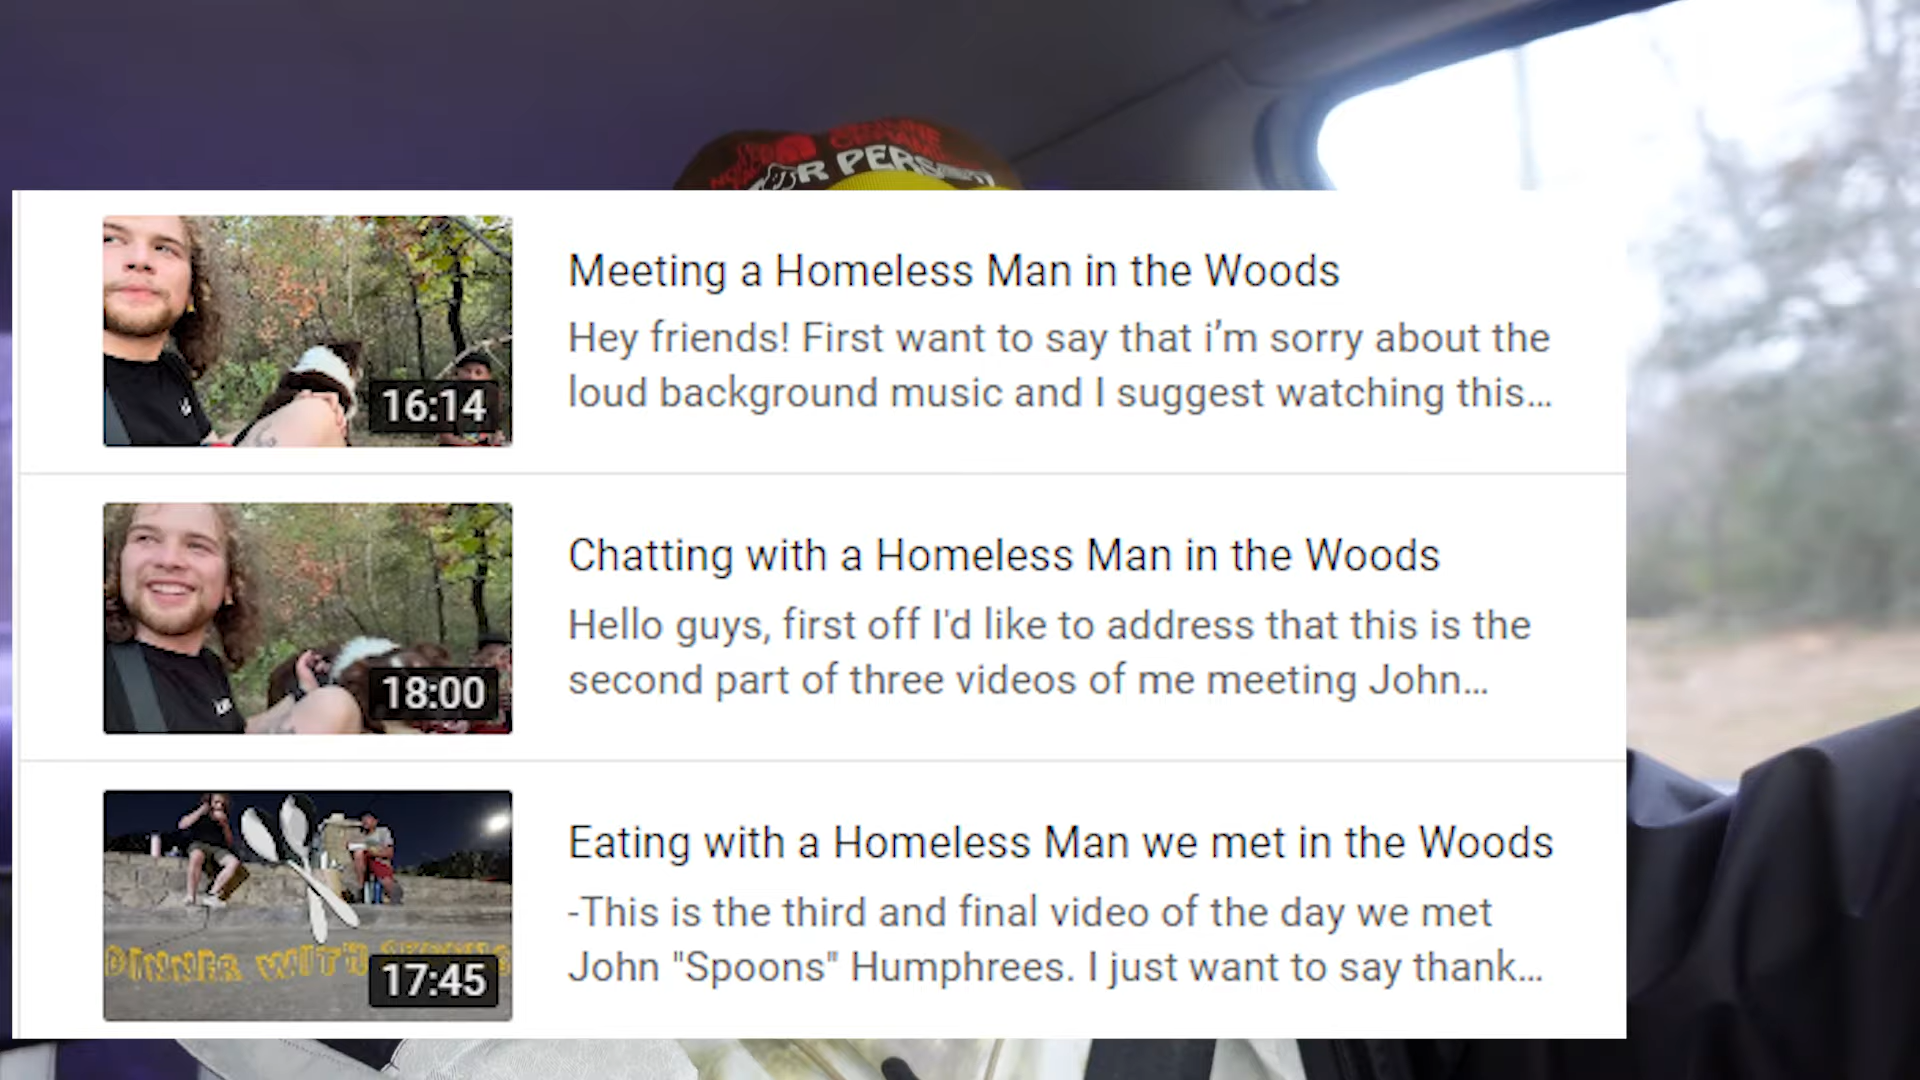 OR PERSON
Meeting a Homeless Man in the Woods
Hey friends! First want to say that i’m sorry about the
loud background music and I suggest watching this...
16:14
Chatting with a Homeless Man in the Woods
Hello guys, first off I'd like to address that this is the
second part of three videos of me meeting John...
18:00
Eating with a Homeless Man we met in the Woods
-This is the third and final video of the day we met
John "Spoons" Humphrees. I just want to say thank...
DINNER WITH
17:45